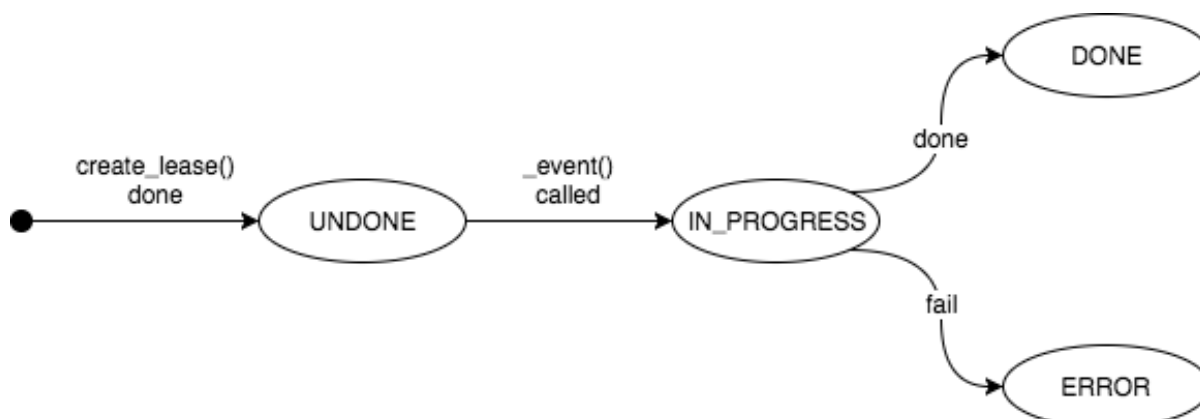 create_lease()
done
UNDONE
_event()
called
IN_PROGRESS
done
DONE
fail
ERROR